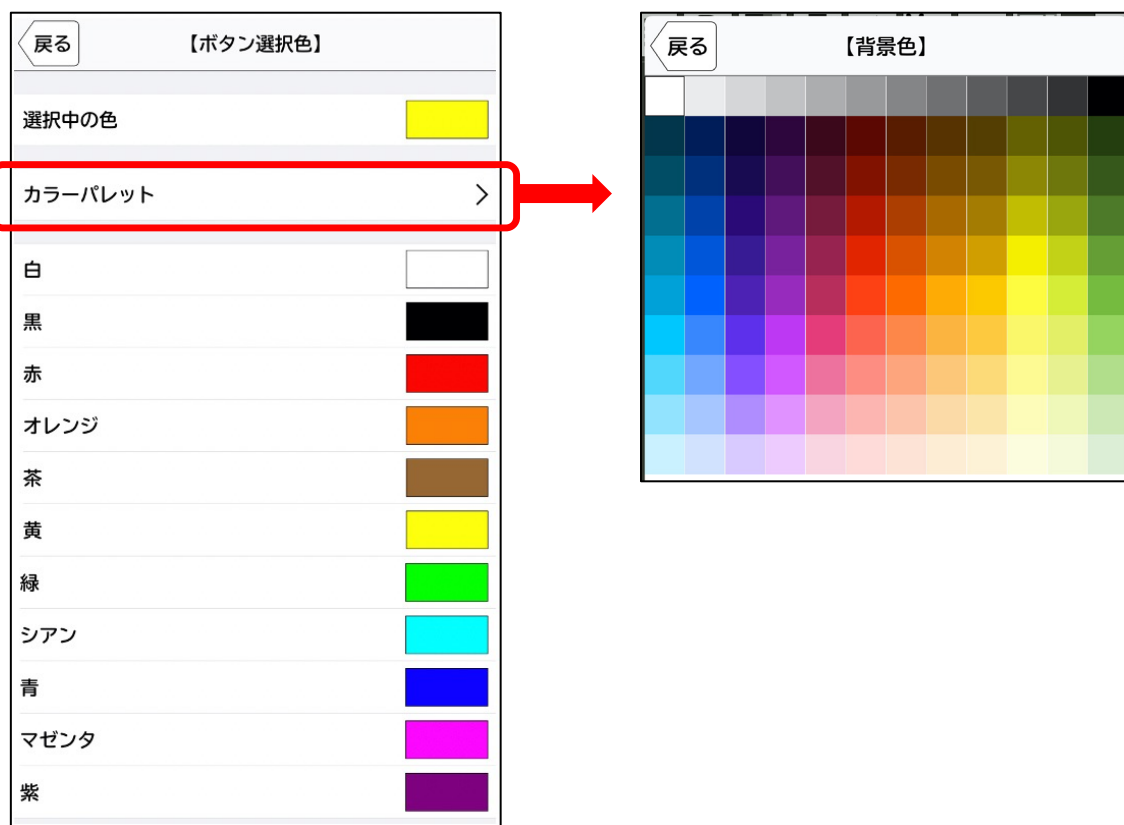 戻る 【ボタン選択色】
選択中の色
カラーパレット
白
黒
赤
オレンジ
茶
黄
緑
シアン
青
マゼンタ
紫
戻る 【背景色】